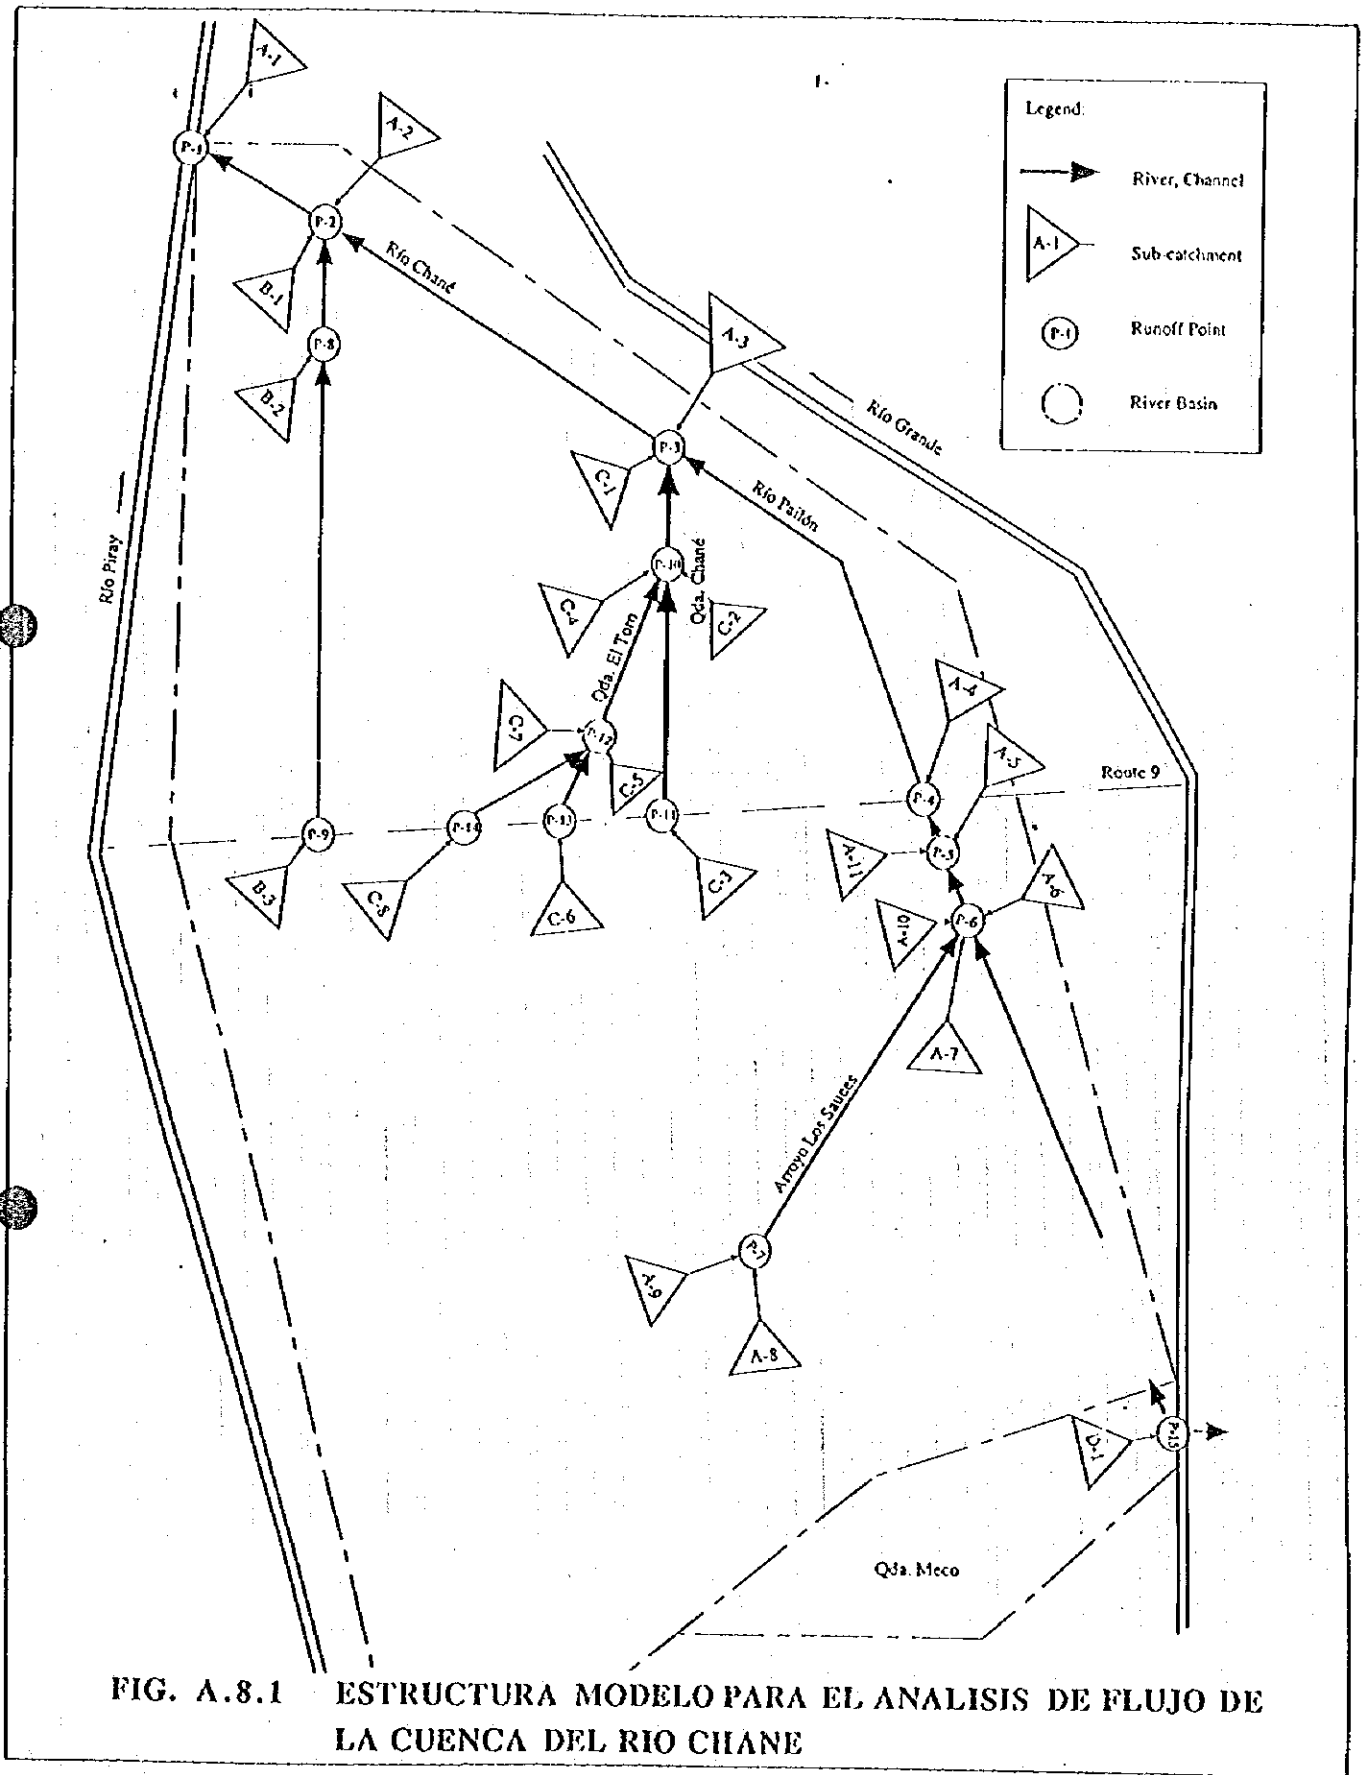 A-1
P-1
A-2
P-2
Río Chané
B-1
P-8
B-2
Legend:
River, Channel
A-1
Sub-catchment
P-1
Runoff Point
River Basin
A-3
Río Grande
P-3
C-1
Río Pailón
Río Piray
P-10
Qda. Chané
C-4
C-2
Qda. El Toro
A-4
C-7
P-12
A-5
C-5
Route 9
P-4
P-9
P-14
P-13
P-11
A-11
P-5
B-3
C-8
C-6
C-3
A-6
A-10
P-6
A-7
Arroyo Los Sauces
P-7
A-9
A-8
D-1
P-15
Qda. Meco
FIG. A.8.1 ESTRUCTURA MODELO PARA EL ANALISIS DE FLUJO DE
LA CUENCA DEL RIO CHANE